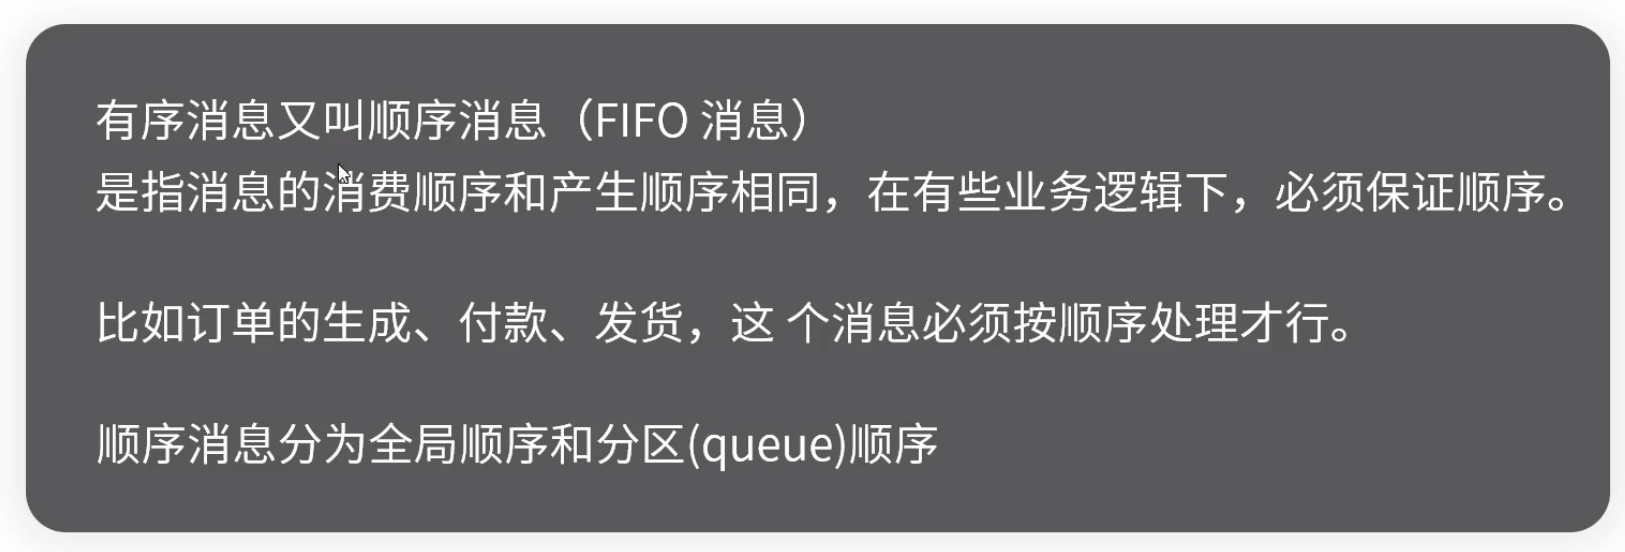 有序消息又叫顺序消息（FIFO 消息）
是指消息的消费顺序和产生顺序相同，在有些业务逻辑下，必须保证顺序。
比如订单的生成、付款、发货，这 个消息必须按顺序处理才行。
顺序消息分为全局顺序和分区(queue)顺序